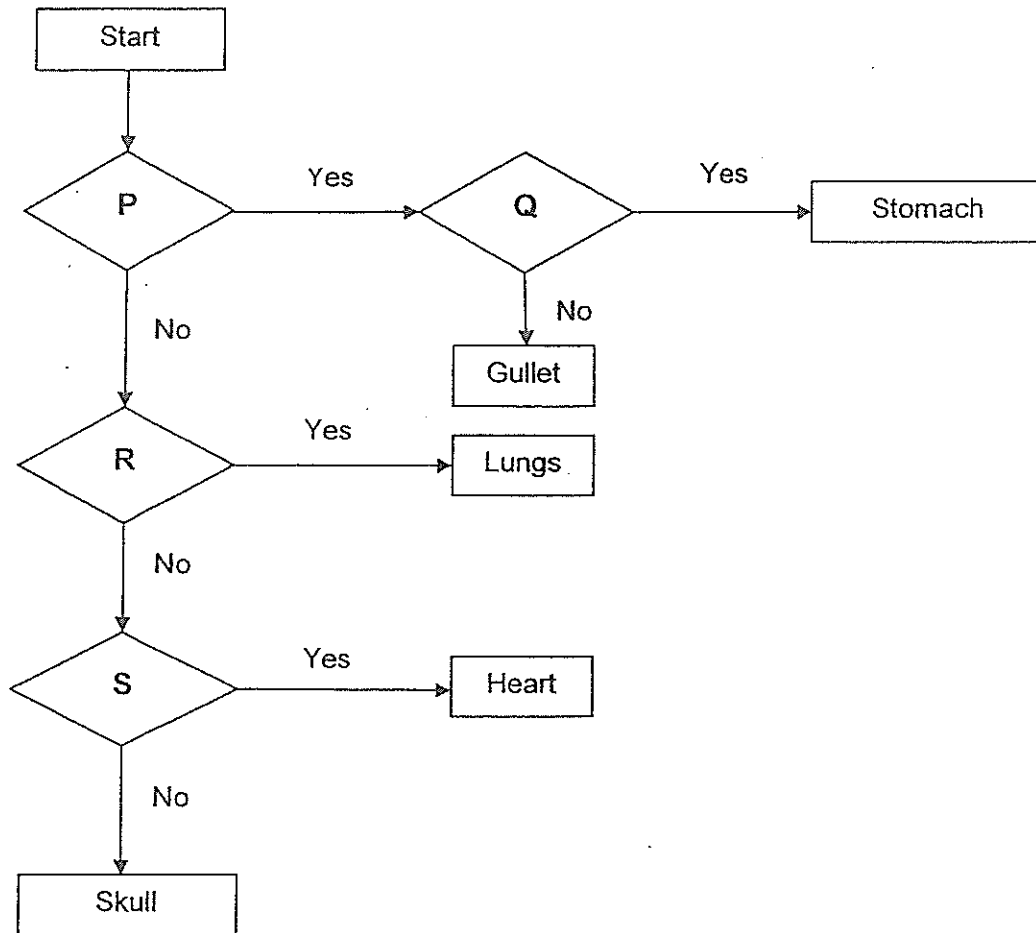 Start
P
Yes
Q
Yes
Stomach
No
No
Gullet
R
Yes
Lungs
No
S
Yes
Heart
No
Skull